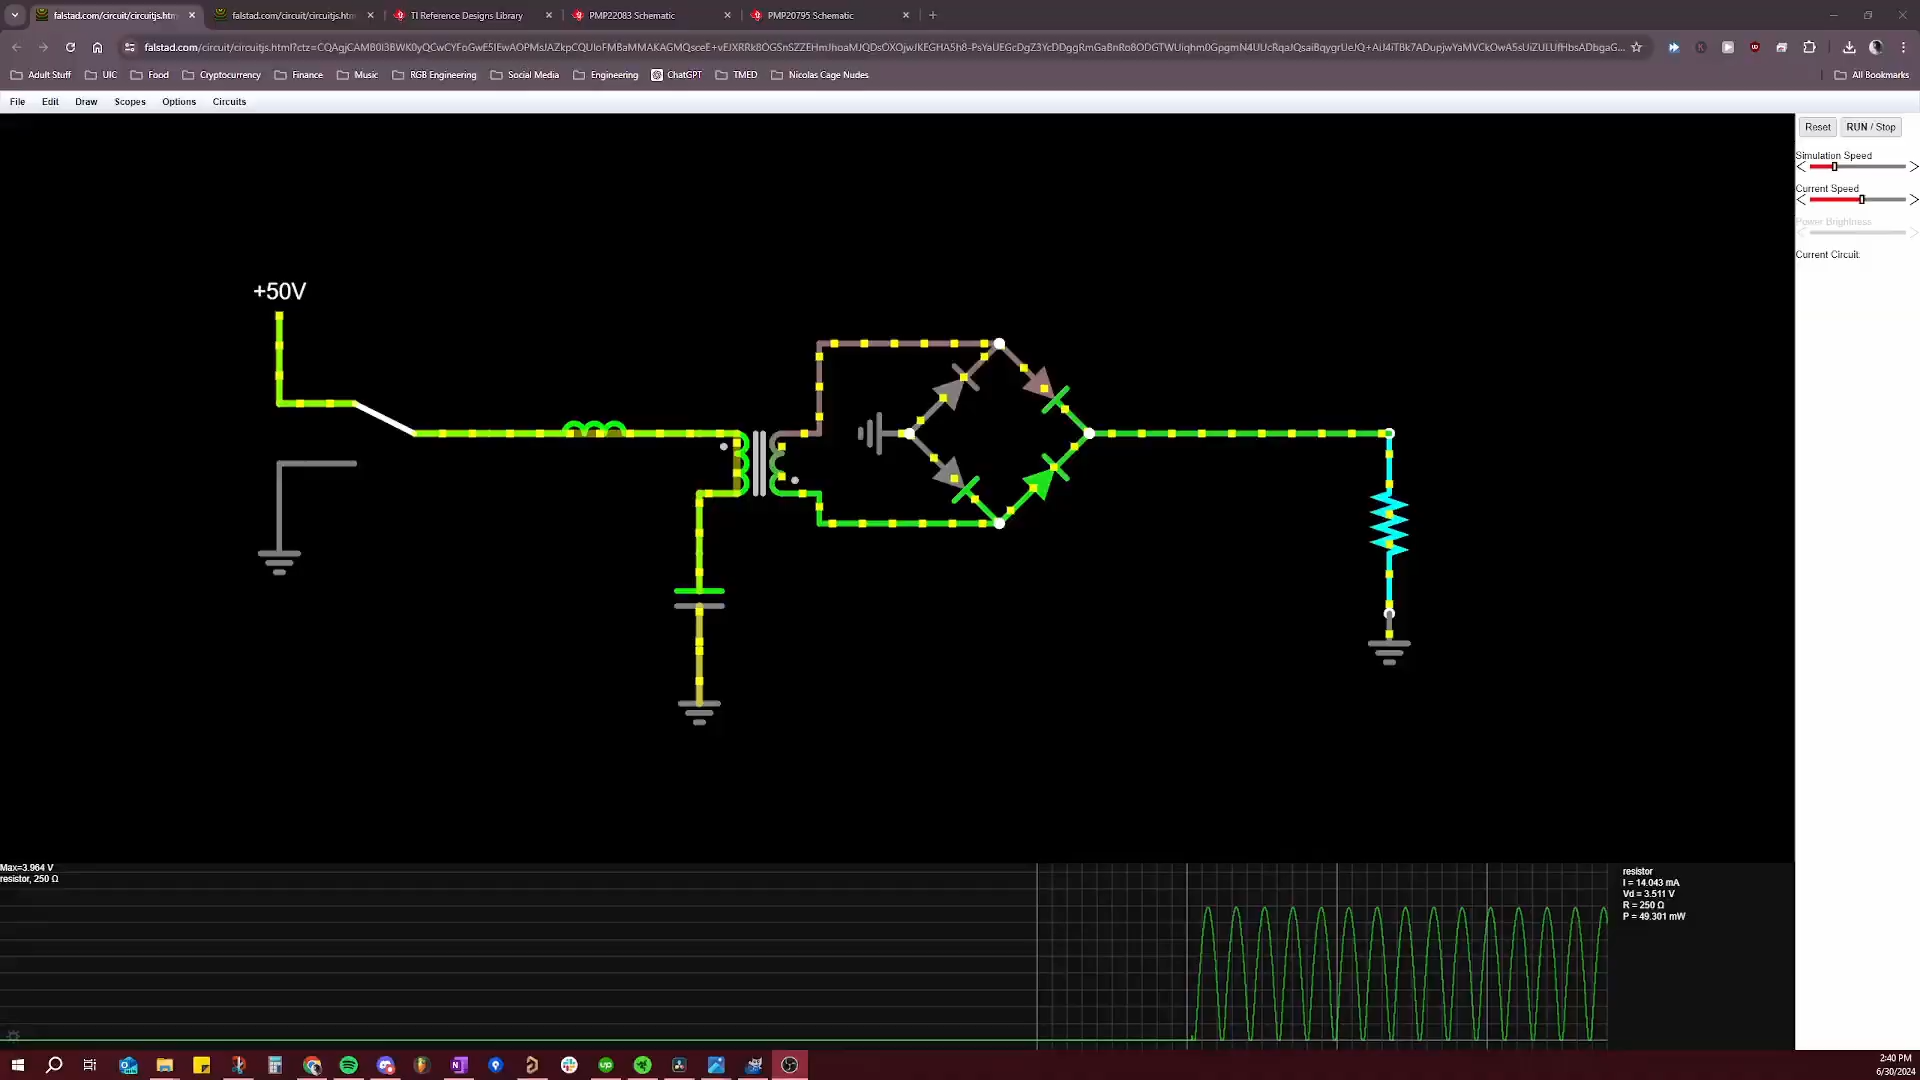 falstad.com/circuit/circuitjs.htm
falstad.com/circuit/circuitjs.htm
TI Reference Designs Library
PMP22083 Schematic
PMP20795 Schematic
Adult Stuff
UIC
Food
Cryptocurrency
Finance
Music
RGB Engineering
Social Media
Engineering
ChatGPT
TMED
Nicolas Cage Nudes
All Bookmarks
File
Edit
Draw
Scopes
Options
Circuits
Reset
RUN / Stop
Simulation Speed
Current Speed
Power Brightness
Current Circuit:
+50V
Max=3.964 V
resistor, 250 Ω
resistor
I = 14.043 mA
Vd = 3.511 V
R = 250 Ω
P = 49.301 mW
2:40 PM
6/30/2024